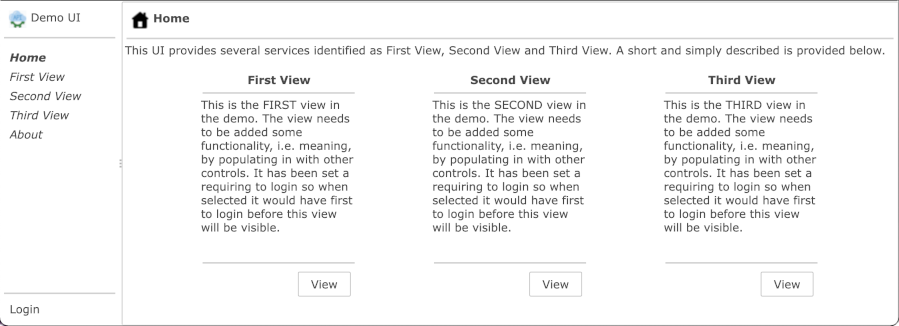 Demo UI
Home
First View
Second View
Third View
About
Login
Home
This UI provides several services identified as First View, Second View and Third View. A short and simply described is provided below.
First View
This is the FIRST view in
the demo. The view needs
to be added some
functionality, i.e. meaning,
by populating in with other
controls. It has been set a
requiring to login so when
selected it would have first
to login before this view
will be visible.
View
Second View
This is the SECOND view in
the demo. The view needs
to be added some
functionality, i.e. meaning,
by populating in with other
controls. It has been set a
requiring to login so when
selected it would have first
to login before this view
will be visible.
View
Third View
This is the THIRD view in
the demo. The view needs
to be added some
functionality, i.e. meaning,
by populating in with other
controls. It has been set a
requiring to login so when
selected it would have first
to login before this view
will be visible.
View